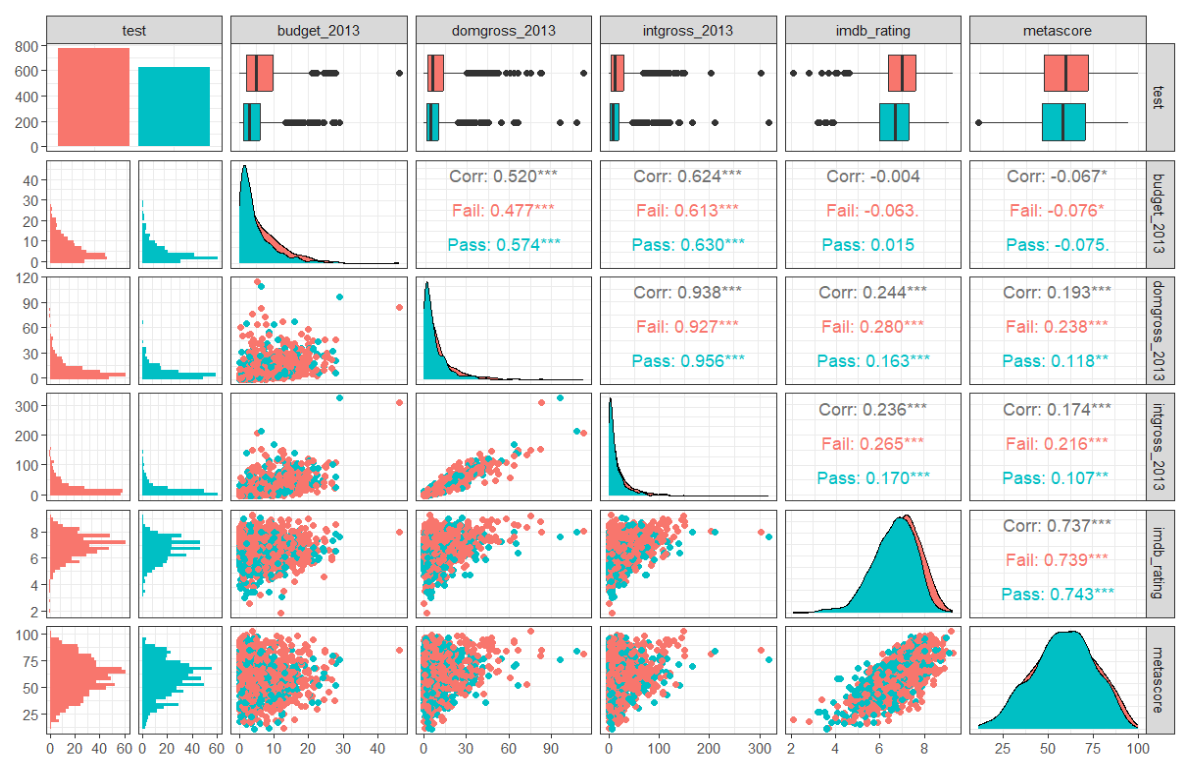 test budget_2013 domgross_2013 intgross_2013 imdb_rating metascore
800
600
400
200
0
test
40
30
20
10
0
Corr: 0.520*** Corr: 0.624*** Corr: -0.004 Corr: -0.067*
Fail: 0.477*** Fail: 0.613*** Fail: -0.063. Fail: -0.076*
Pass: 0.574*** Pass: 0.630*** Pass: 0.015 Pass: -0.075.
budget_2013
120
90
60
30
0
Corr: 0.938*** Corr: 0.244*** Corr: 0.193***
Fail: 0.927*** Fail: 0.280*** Fail: 0.238***
Pass: 0.956*** Pass: 0.163*** Pass: 0.118**
domgross_2013
300
200
100
0
Corr: 0.236*** Corr: 0.174***
Fail: 0.265*** Fail: 0.216***
Pass: 0.170*** Pass: 0.107**
intgross_2013
8
6
4
2
Corr: 0.737***
Fail: 0.739***
Pass: 0.743***
imdb_rating
100
75
50
25
metascore
0 20 40 60 0 20 40 60 0 10 20 30 40 0 30 60 90 0 100 200 300 2 4 6 8 25 50 75 100